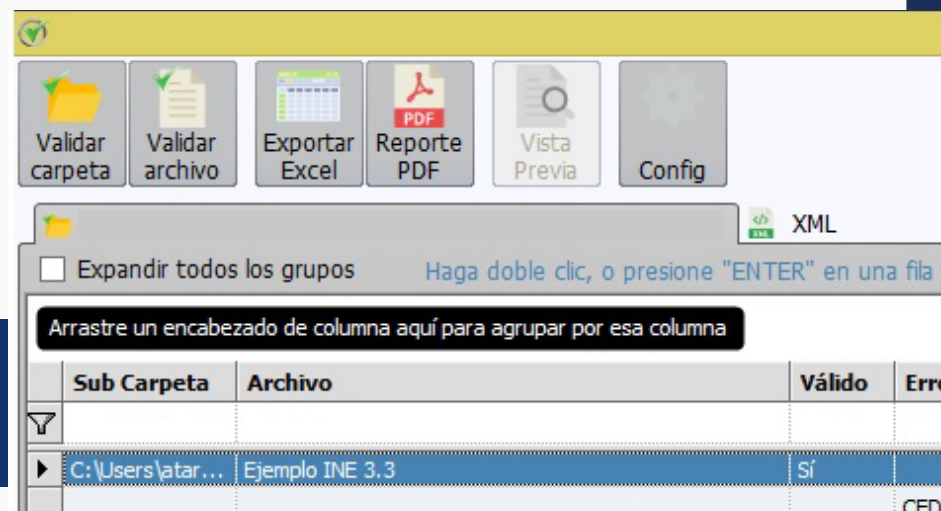 Validar carpeta
Validar archivo
Exportar Excel
PDF
Reporte PDF
Vista Previa
Config
XML
XML
Expandir todos los grupos
Haga doble clic, o presione "ENTER" en una fila
Arrastre un encabezado de columna aquí para agrupar por esa columna
Sub Carpeta Archivo Válido
C:\Users\atar... Ejemplo INE 3.3 Sí